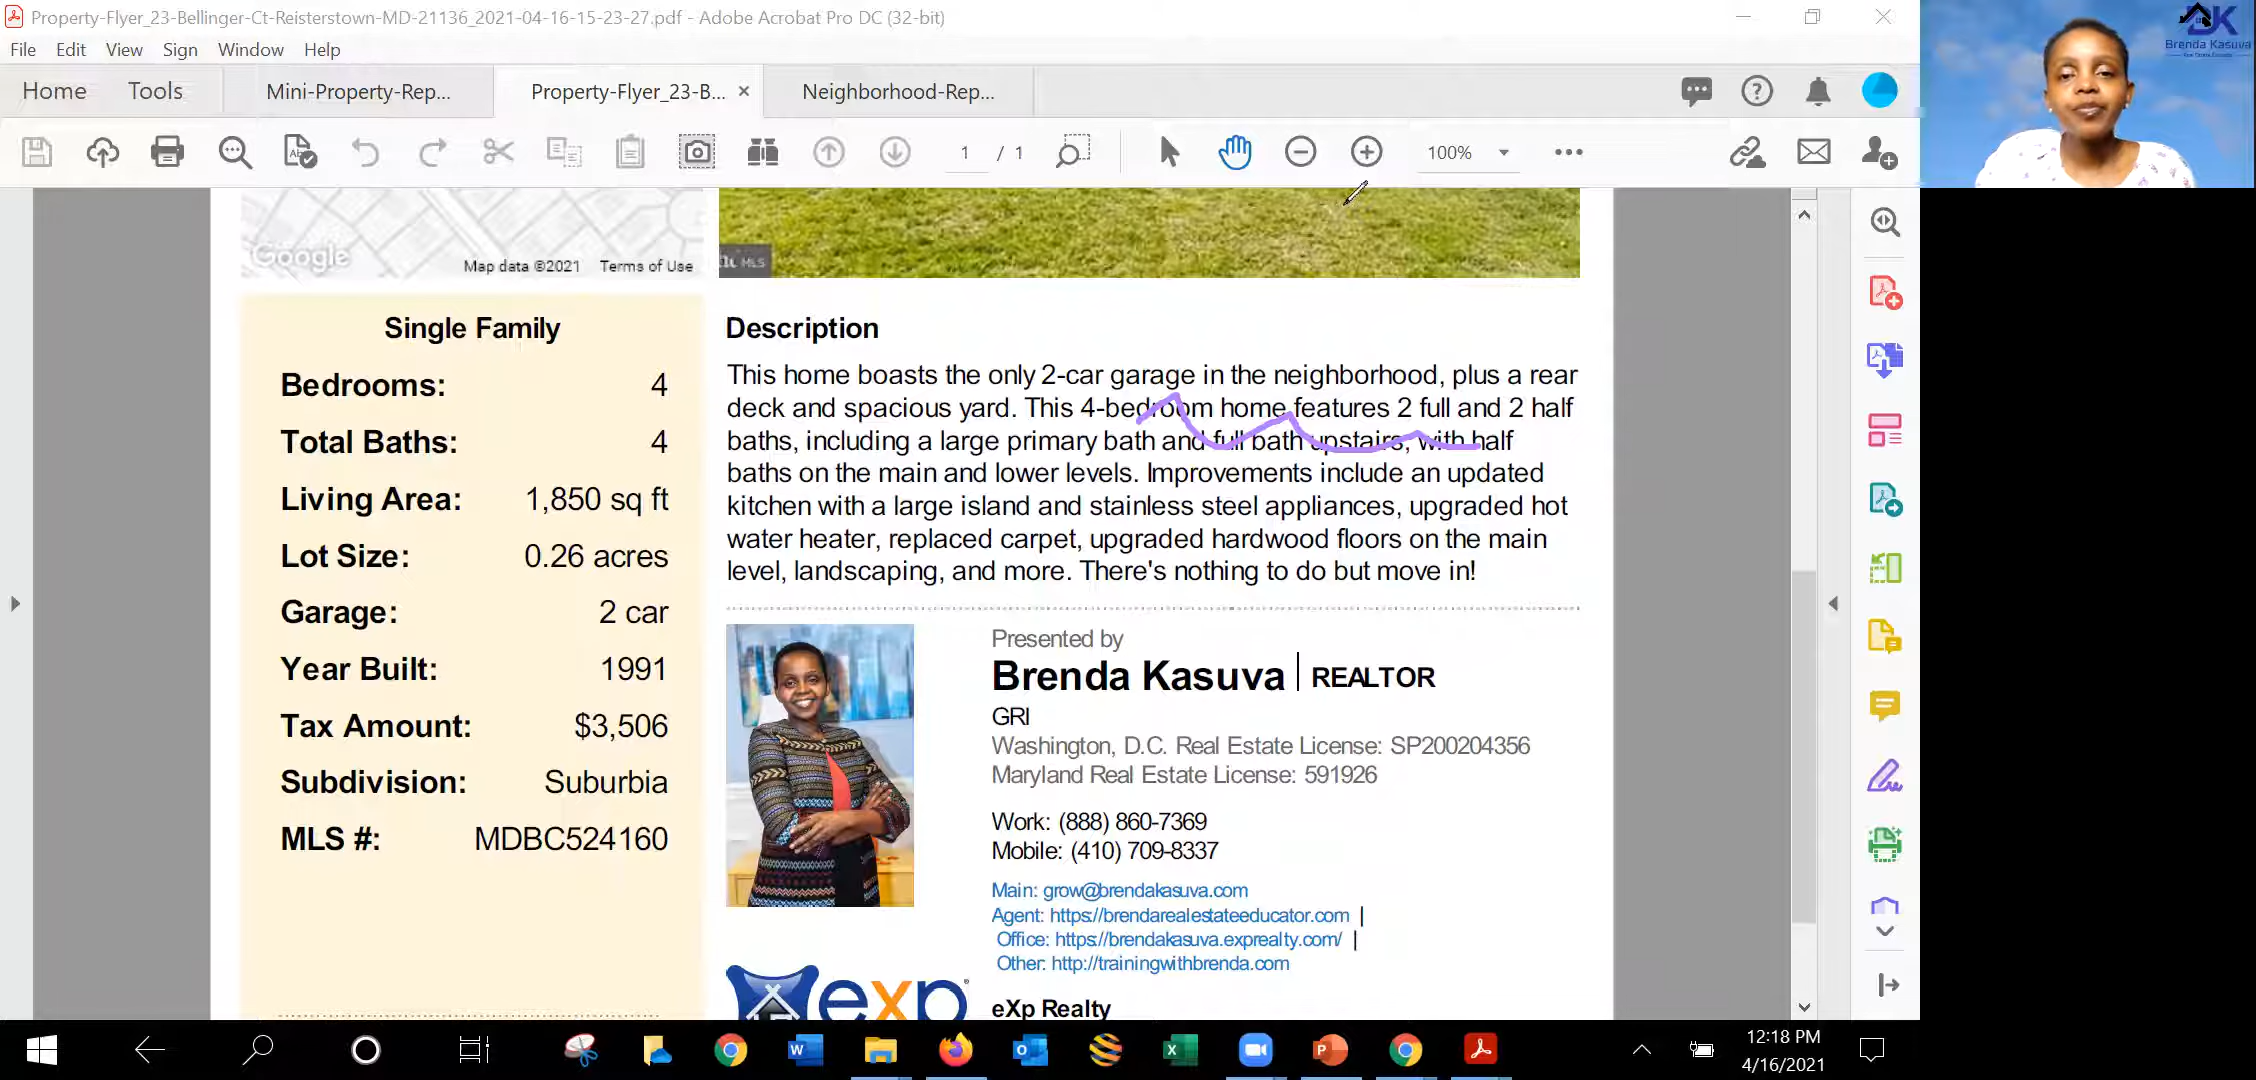 Property-Flyer_23-Bellinger-Ct-Reisterstown-MD-21136_2021-04-16-15-23-27.pdf - Adobe Acrobat Pro DC (32-bit)
File Edit View Sign Window Help
Home Tools Mini-Property-Rep... Property-Flyer_23-B... Neighborhood-Rep...
1 / 1 100%
Brenda Kasuva
Google
Map data ©2021 Terms of Use
MLS
Single Family
Bedrooms: 4
Total Baths: 4
Living Area: 1,850 sq ft
Lot Size: 0.26 acres
Garage: 2 car
Year Built: 1991
Tax Amount: $3,506
Subdivision: Suburbia
MLS #: MDBC524160
Description
This home boasts the only 2-car garage in the neighborhood, plus a rear
deck and spacious yard. This 4-bedroom home features 2 full and 2 half
baths, including a large primary bath and full bath upstairs, with half
baths on the main and lower levels. Improvements include an updated
kitchen with a large island and stainless steel appliances, upgraded hot
water heater, replaced carpet, upgraded hardwood floors on the main
level, landscaping, and more. There's nothing to do but move in!
Presented by
Brenda Kasuva | REALTOR
GRI
Washington, D.C. Real Estate License: SP200204356
Maryland Real Estate License: 591926
Work: (888) 860-7369
Mobile: (410) 709-8337
Main: grow@brendakasuva.com
Agent: https://brendarealestateeducator.com |
Office: https://brendakasuva.exprealty.com/ |
Other: http://trainingwithbrenda.com
exp
eXp Realty
12:18 PM
4/16/2021